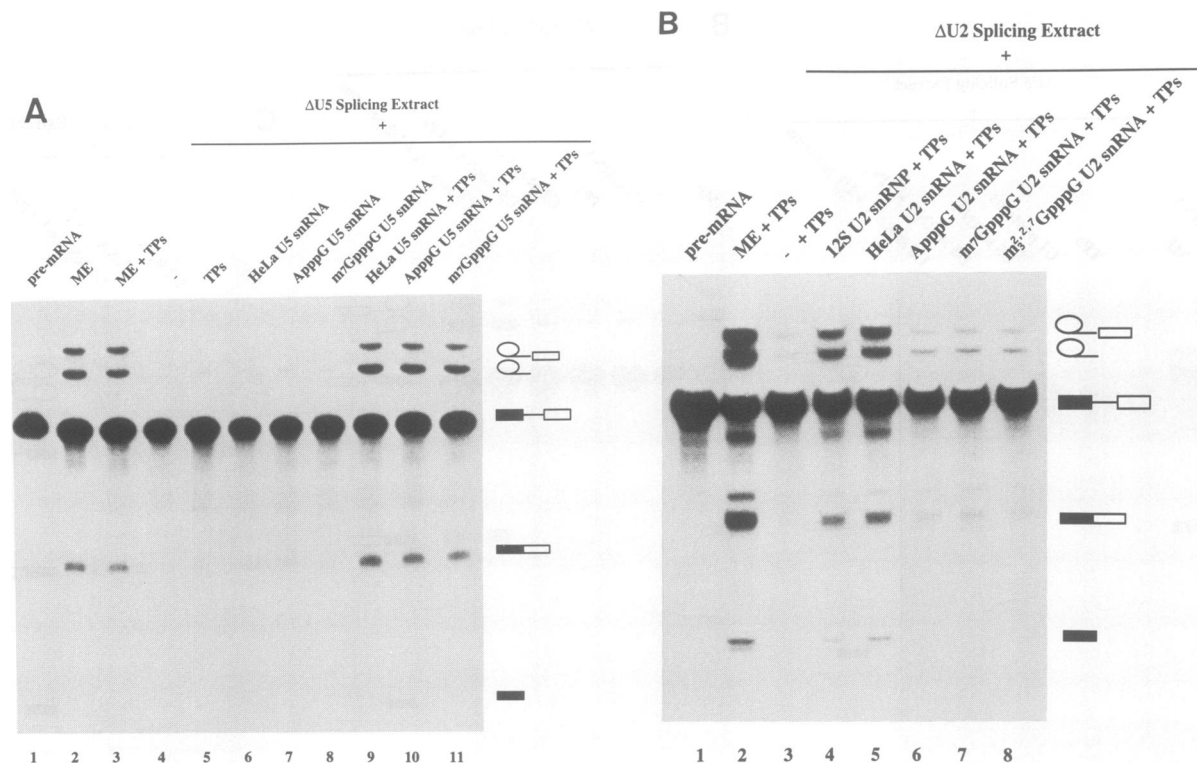 A
ΔU5 Splicing Extract
+
pre-mRNA
ME
ME + TPs
-
TPs
HeLa U5 snRNA
ApppG U5 snRNA
m7GpppG U5 snRNA
HeLa U5 snRNA + TPs
ApppG U5 snRNA + TPs
m7GpppG U5 snRNA + TPs
1 2 3 4 5 6 7 8 9 10 11
B
ΔU2 Splicing Extract
+
pre-mRNA
ME + TPs
- + TPs
12S U2 snRNP + TPs
HeLa U2 snRNA + TPs
ApppG U2 snRNA + TPs
m7GpppG U2 snRNA + TPs
m2,2,7 3GpppG U2 snRNA + TPs
1 2 3 4 5 6 7 8